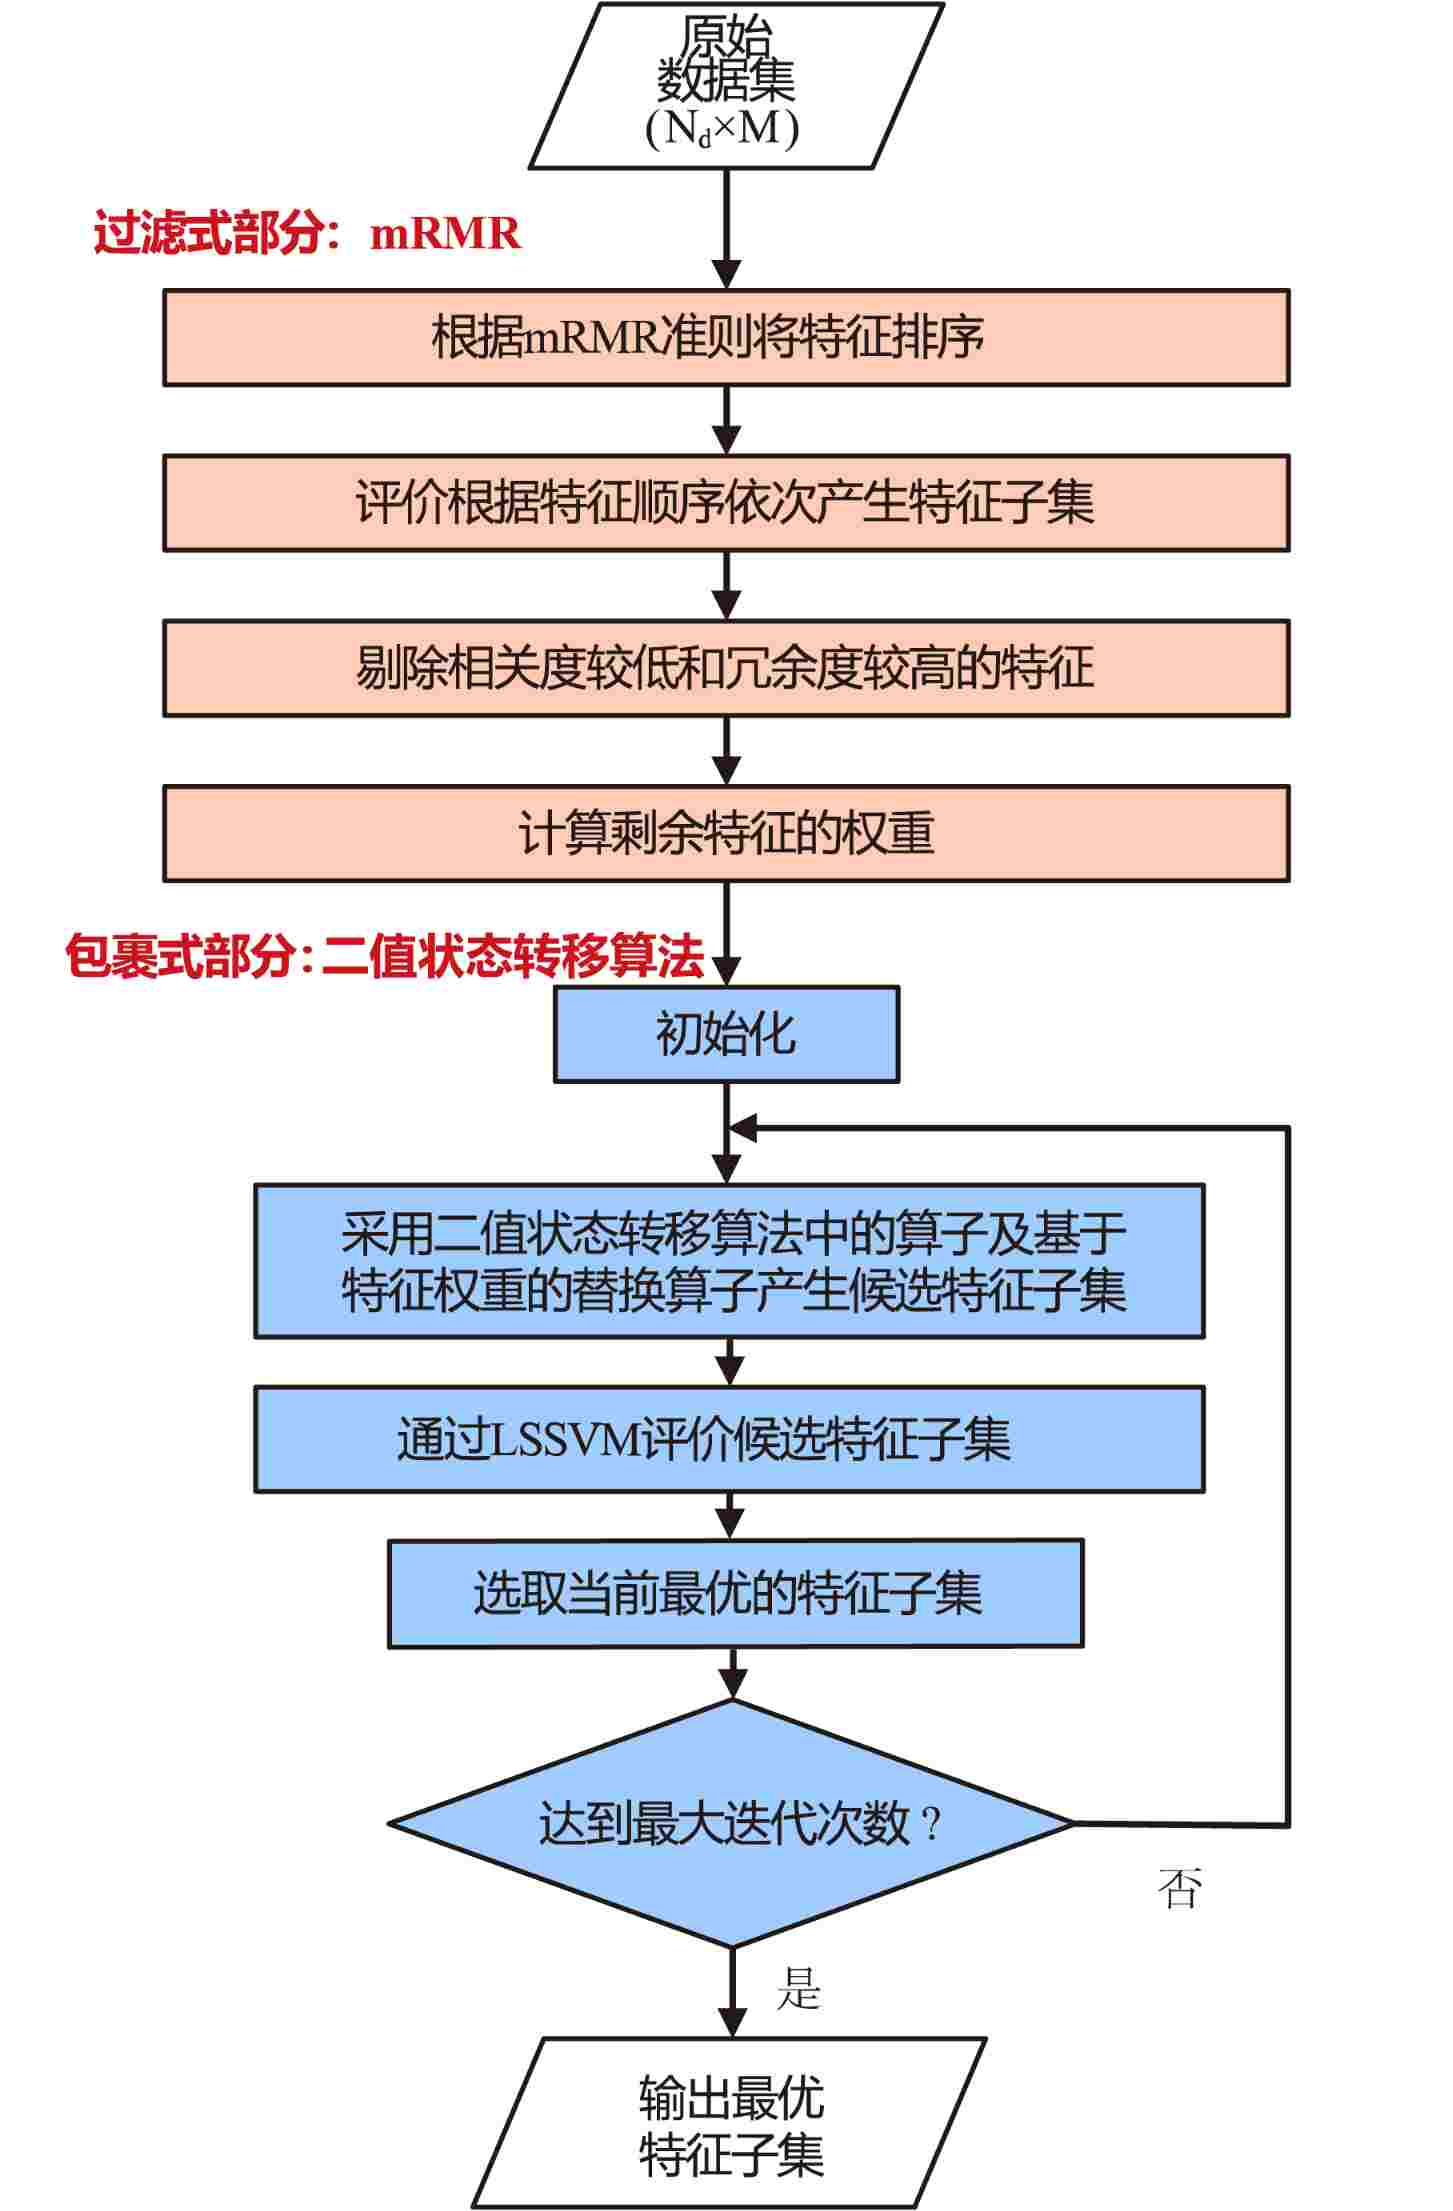 原始
数据集
(N_d×M)
过滤式部分：mRMR
根据mRMR准则将特征排序
评价根据特征顺序依次产生特征子集
剔除相关度较低和冗余度较高的特征
计算剩余特征的权重
包裹式部分:二值状态转移算法
初始化
采用二值状态转移算法中的算子及基于
特征权重的替换算子产生候选特征子集
通过LSSVM评价候选特征子集
选取当前最优的特征子集
达到最大迭代次数？
否
是
输出最优
特征子集